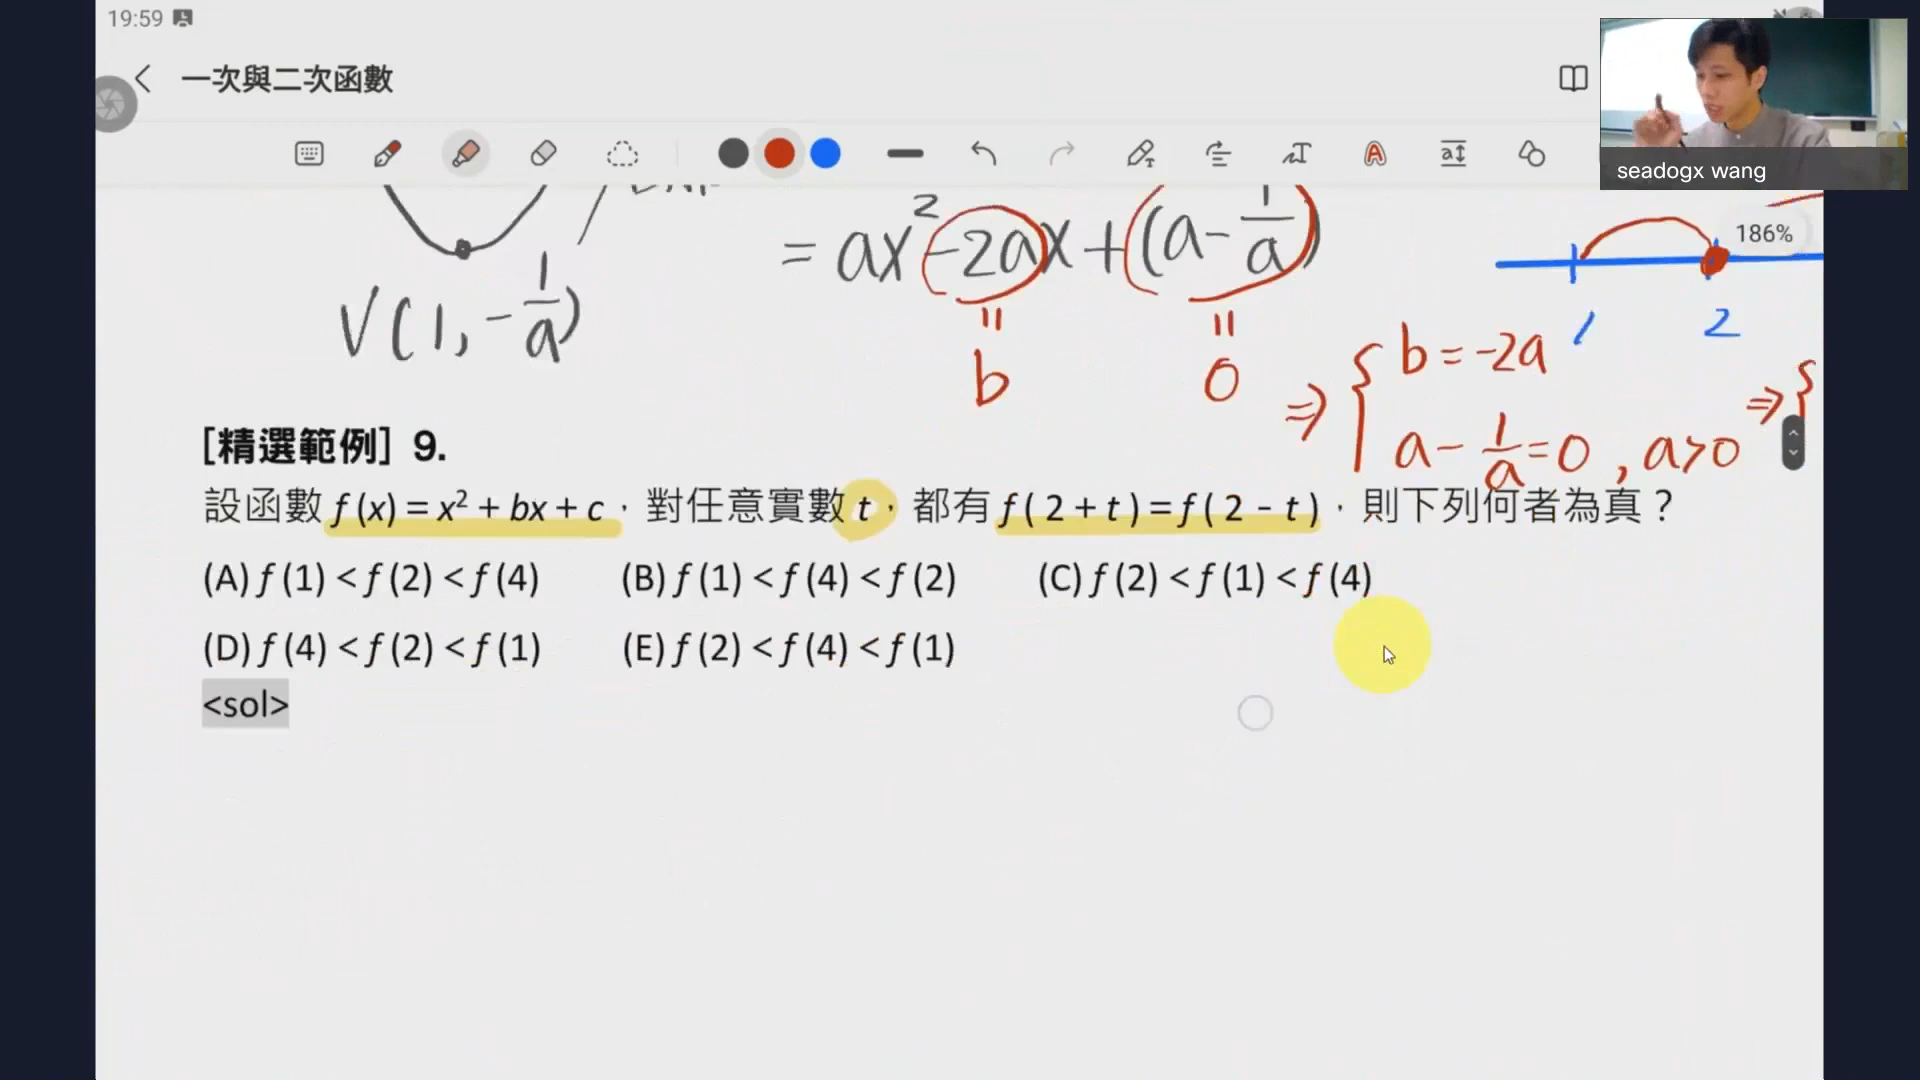 19:59
一次與二次函數
seadogx wang
186%
= ax² -2ax + (a - 1/a)
V(1, -1/a)
1 2
= =
b 0
⇒ { b = -2a
a - 1/a = 0 , a>0 ⇒ {
[精選範例] 9.
設函數 f (x) = x² + bx + c，對任意實數 t，都有 f ( 2 + t ) = f ( 2 - t )，則下列何者為真？
(A) f (1) < f (2) < f (4) (B) f (1) < f (4) < f (2) (C) f (2) < f (1) < f (4)
(D) f (4) < f (2) < f (1) (E) f (2) < f (4) < f (1)
<sol>